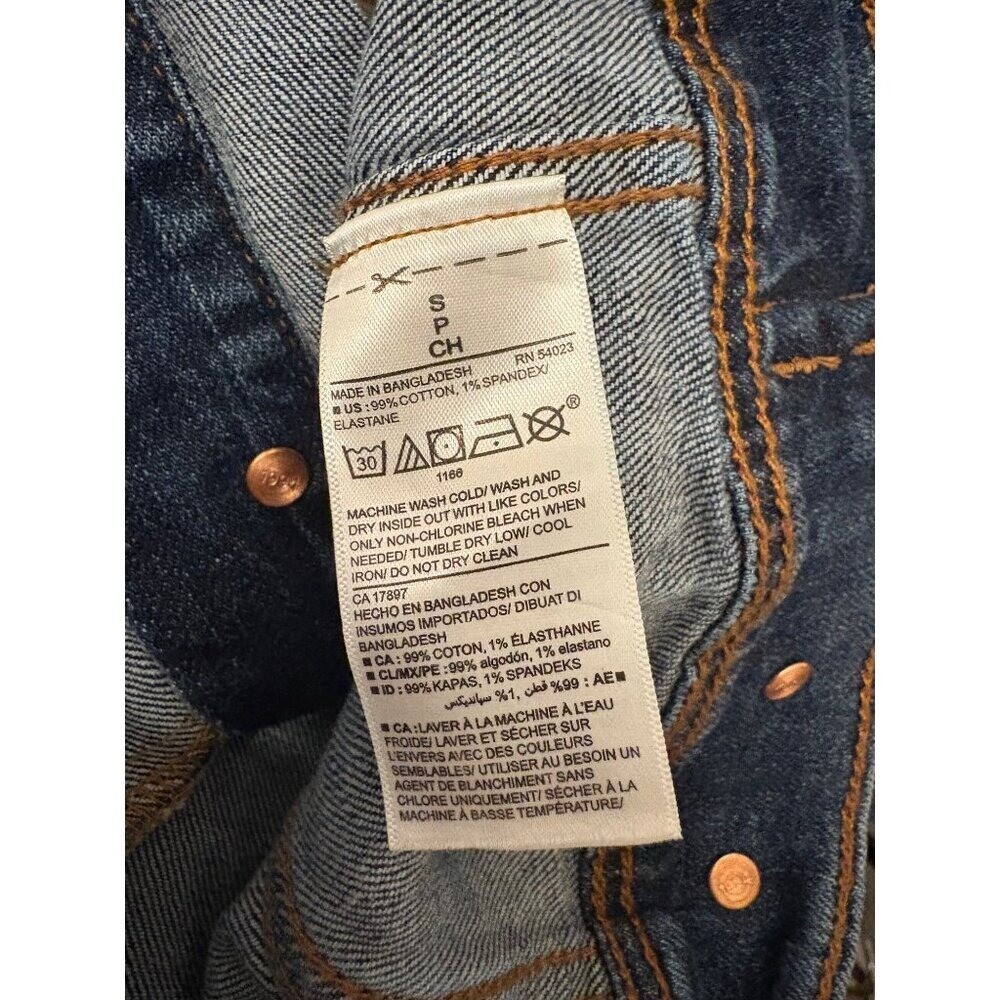 S
P
CH
RN 54023
MADE IN BANGLADESH
■ US : 99% COTTON, 1% SPANDEX/
ELASTANE
30
®
1166
MACHINE WASH COLD/ WASH AND
DRY INSIDE OUT WITH LIKE COLORS/
ONLY NON-CHLORINE BLEACH WHEN
NEEDED/ TUMBLE DRY LOW/ COOL
IRON/ DO NOT DRY CLEAN
CA 17897
HECHO EN BANGLADESH CON
INSUMOS IMPORTADOS/ DIBUAT DI
BANGLADESH
■ CA : 99% COTON, 1% ÉLASTHANNE
■ CL/MX/PE : 99% algodón, 1% elastano
■ ID : 99% KAPAS, 1% SPANDEKS
■ AE : 99% قطن ,1% سباندیکس
■ CA : LAVER À LA MACHINE À L'EAU
FROIDE/ LAVER ET SÉCHER SUR
L'ENVERS AVEC DES COULEURS
SEMBLABLES/ UTILISER AU BESOIN UN
AGENT DE BLANCHIMENT SANS
CHLORE UNIQUEMENT/ SÉCHER À LA
MACHINE À BASSE TEMPÉRATURE/